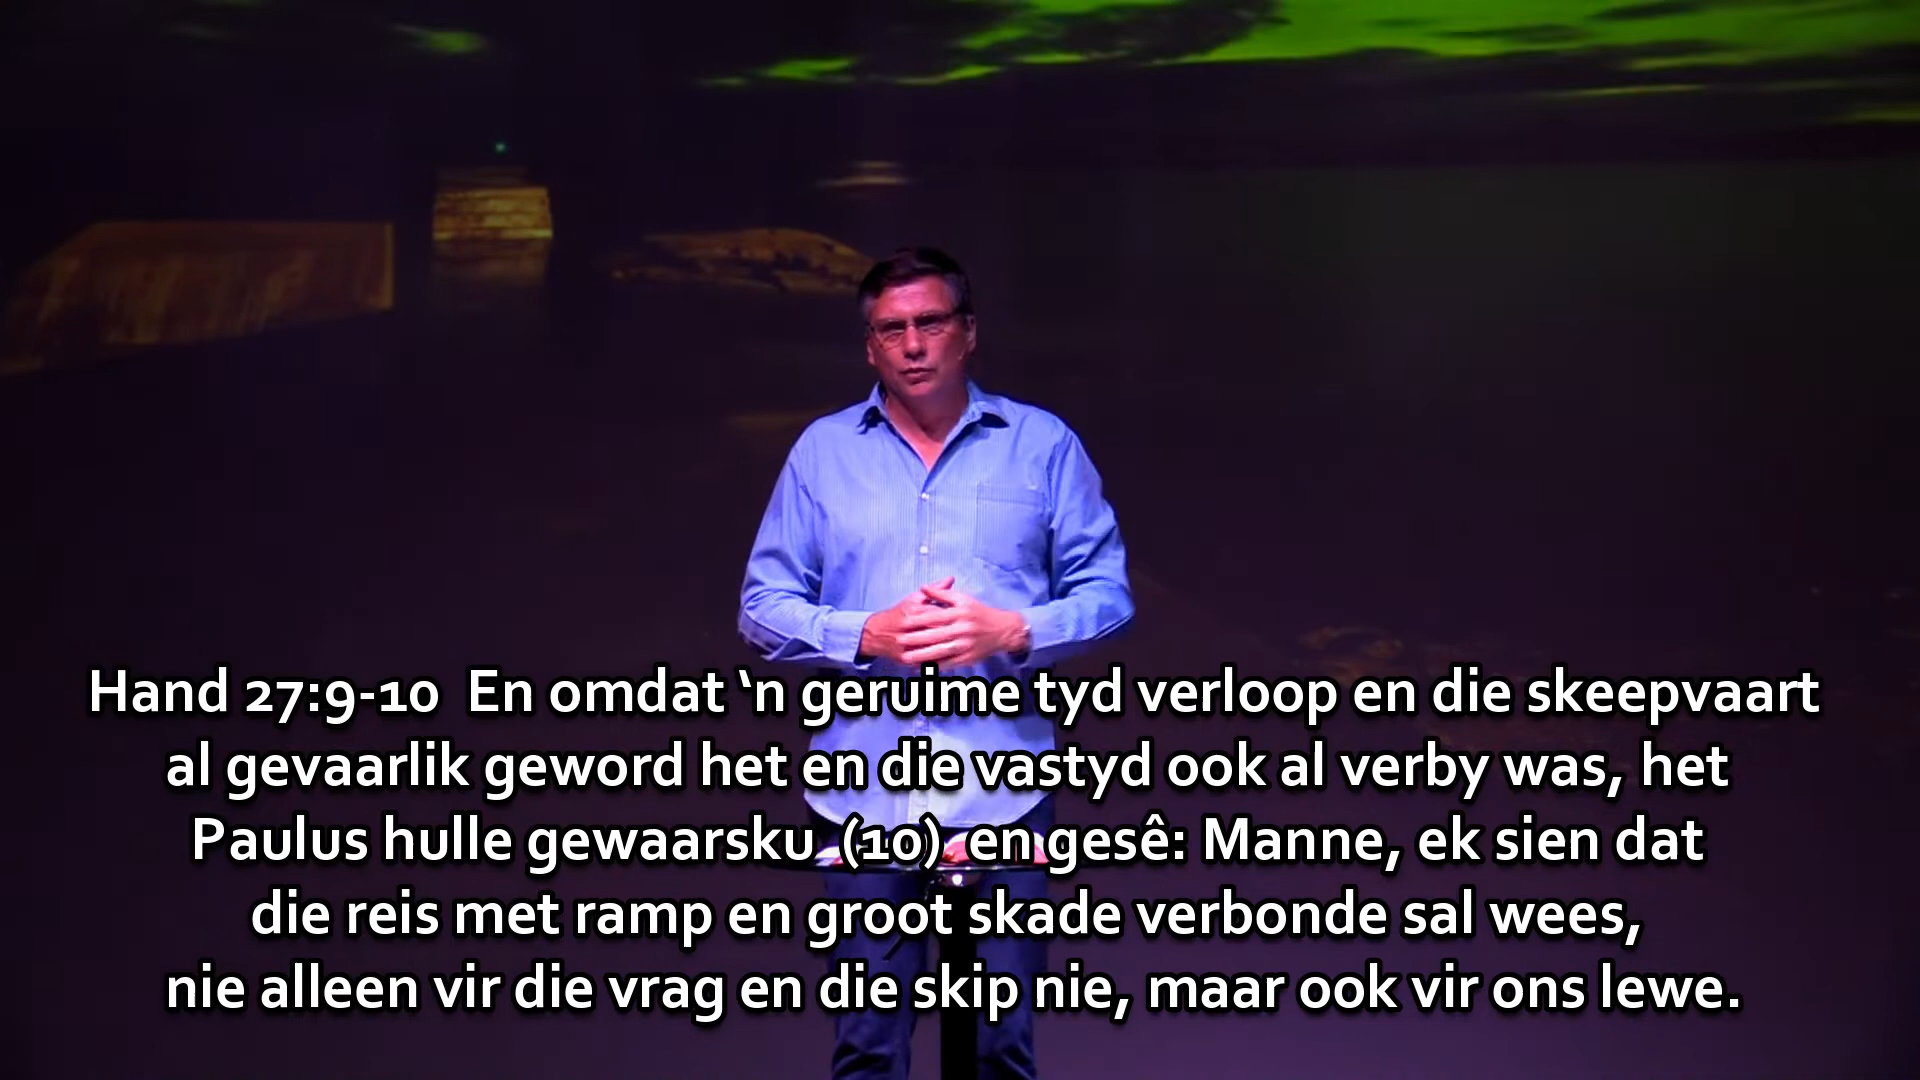 Hand 27:9-10  En omdat ‘n geruime tyd verloop en die skeepvaart
al gevaarlik geword het en die vastyd ook al verby was, het
Paulus hulle gewaarsku  (10)  en gesê: Manne, ek sien dat
die reis met ramp en groot skade verbonde sal wees,
nie alleen vir die vrag en die skip nie, maar ook vir ons lewe.